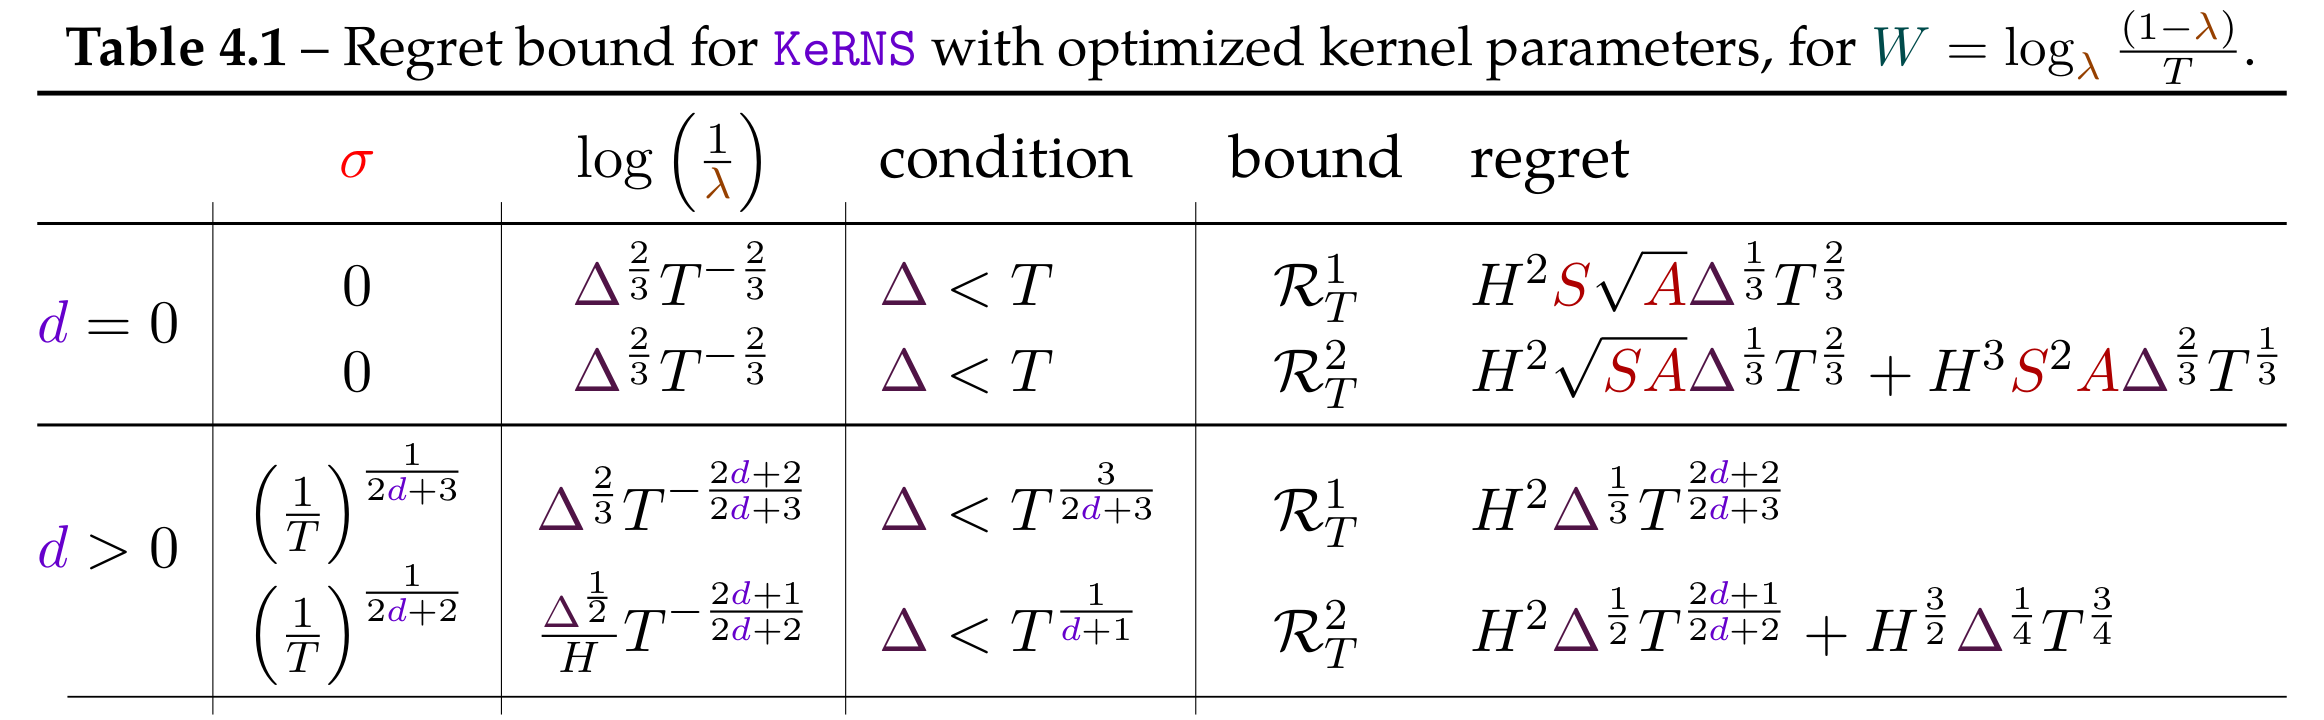 Table 4.1 – Regret bound for KeRNS with optimized kernel parameters, for $W = \log_{\lambda} \frac{(1-\lambda)}{T}$.
$\sigma$ $\log\left(\frac{1}{\lambda}\right)$ condition bound regret
$d = 0$
$0$ $\Delta^{\frac{2}{3}} T^{-\frac{2}{3}}$ $\Delta < T$ $\mathcal{R}_T^1$ $H^2 S\sqrt{A}\Delta^{\frac{1}{3}} T^{\frac{2}{3}}$
$0$ $\Delta^{\frac{2}{3}} T^{-\frac{2}{3}}$ $\Delta < T$ $\mathcal{R}_T^2$ $H^2 \sqrt{SA}\Delta^{\frac{1}{3}} T^{\frac{2}{3}} + H^3 S^2 A \Delta^{\frac{2}{3}} T^{\frac{1}{3}}$
$d > 0$
$\left(\frac{1}{T}\right)^{\frac{1}{2d+3}}$ $\Delta^{\frac{2}{3}} T^{-\frac{2d+2}{2d+3}}$ $\Delta < T^{\frac{3}{2d+3}}$ $\mathcal{R}_T^1$ $H^2 \Delta^{\frac{1}{3}} T^{\frac{2d+2}{2d+3}}$
$\left(\frac{1}{T}\right)^{\frac{1}{2d+2}}$ $\frac{\Delta^{\frac{1}{2}}}{H} T^{-\frac{2d+1}{2d+2}}$ $\Delta < T^{\frac{1}{d+1}}$ $\mathcal{R}_T^2$ $H^2 \Delta^{\frac{1}{2}} T^{\frac{2d+1}{2d+2}} + H^{\frac{3}{2}} \Delta^{\frac{1}{4}} T^{\frac{3}{4}}$